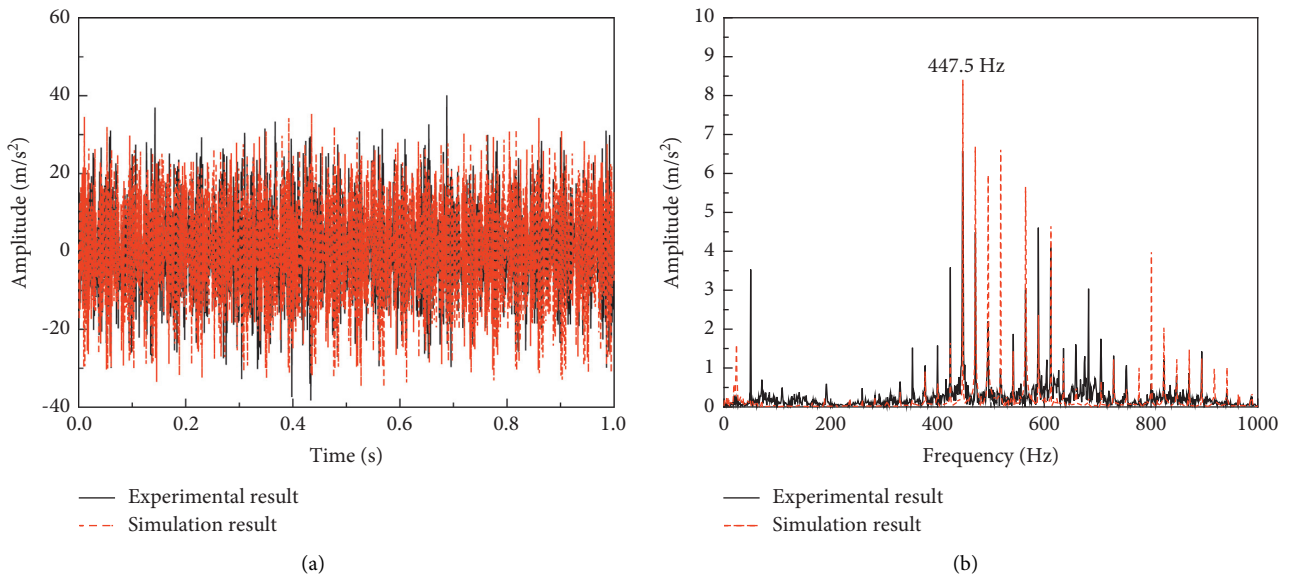 60
40
20
0
-20
-40
Amplitude (m/s²)
0.0
0.2
0.4
0.6
0.8
1.0
Time (s)
Experimental result
Simulation result
(a)
10
9
8
7
6
5
4
3
2
1
0
Amplitude (m/s²)
447.5 Hz
0
200
400
600
800
1000
Frequency (Hz)
Experimental result
Simulation result
(b)